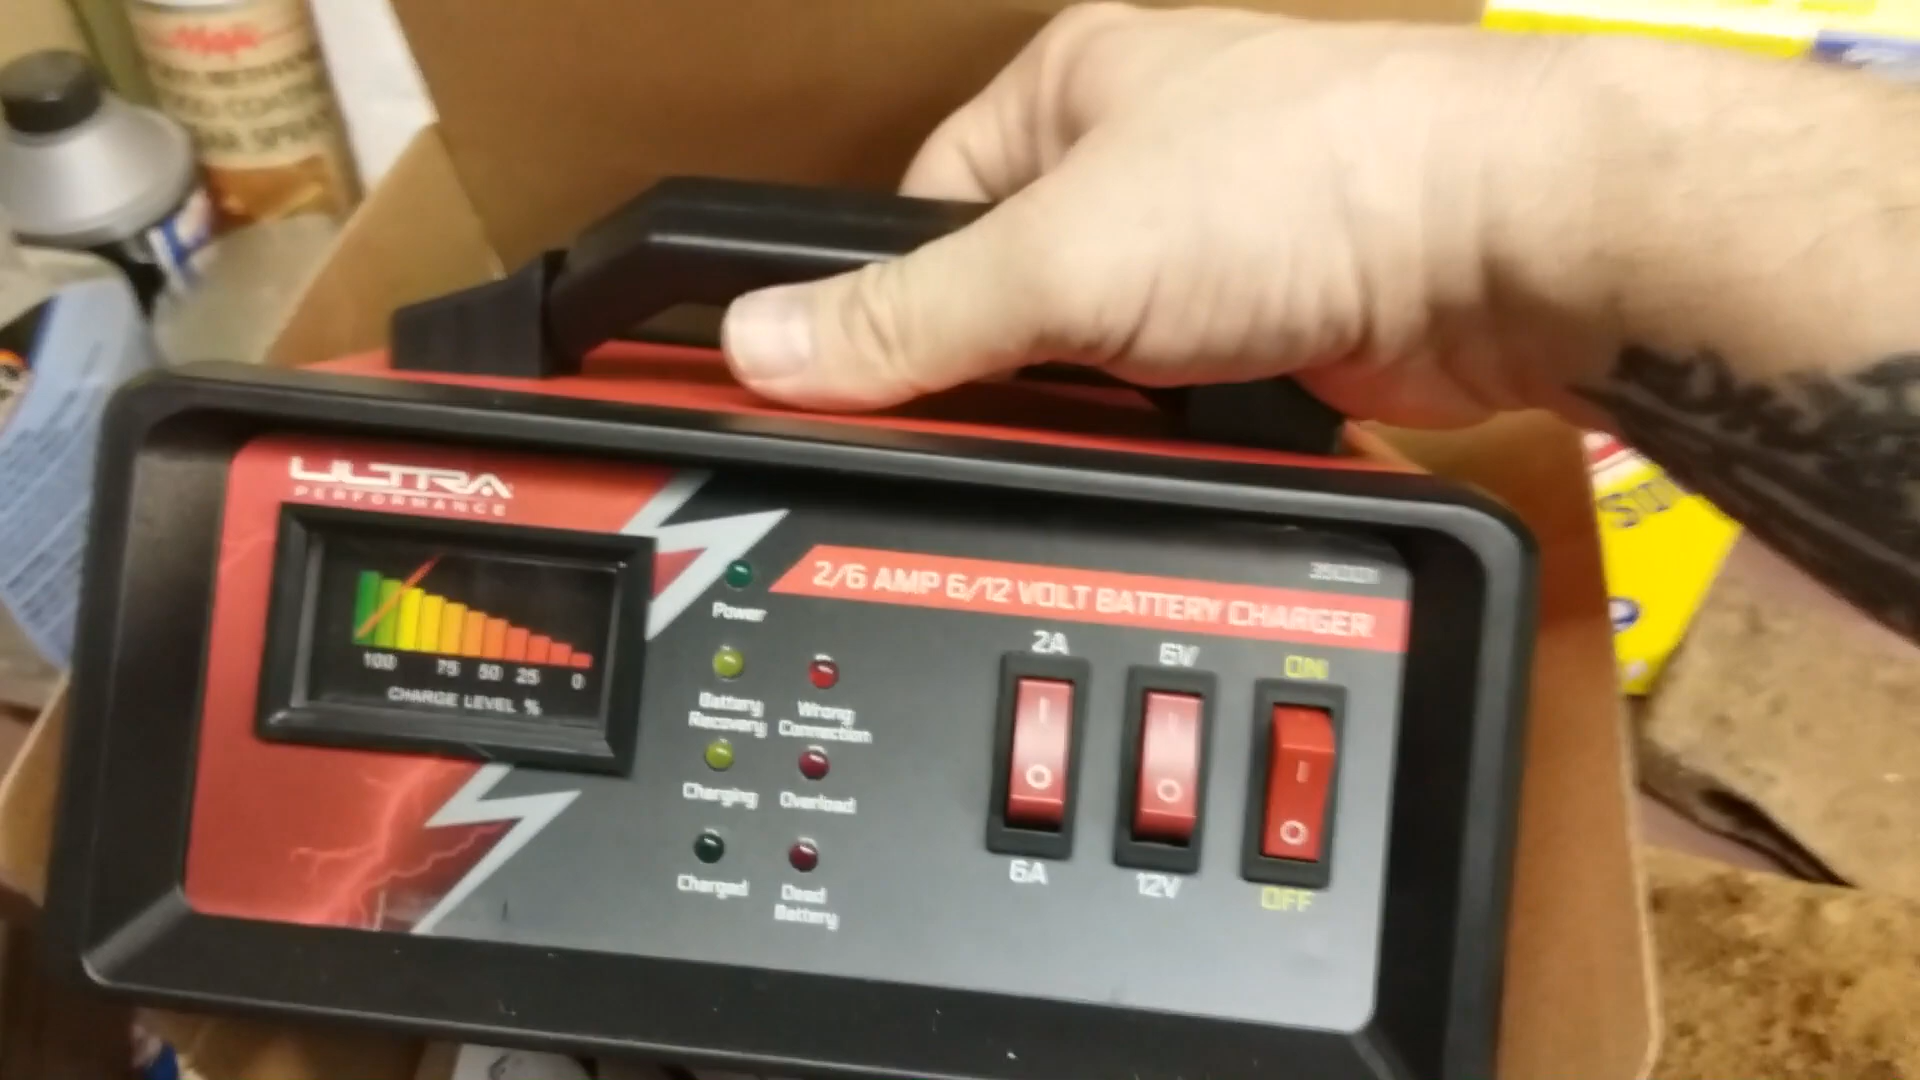 ULTRA
PERFORMANCE
2/6 AMP 6/12 VOLT BATTERY CHARGER
100 75 50 25 0
CHARGE LEVEL %
Power
Battery
Recovery
Wrong
Connection
Charging
Overload
Charged
Dead
Battery
2A
6A
6V
12V
ON
OFF